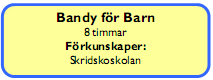 Bandy för Barn
8 timmar
Förkunskaper:
Skridskoskolan